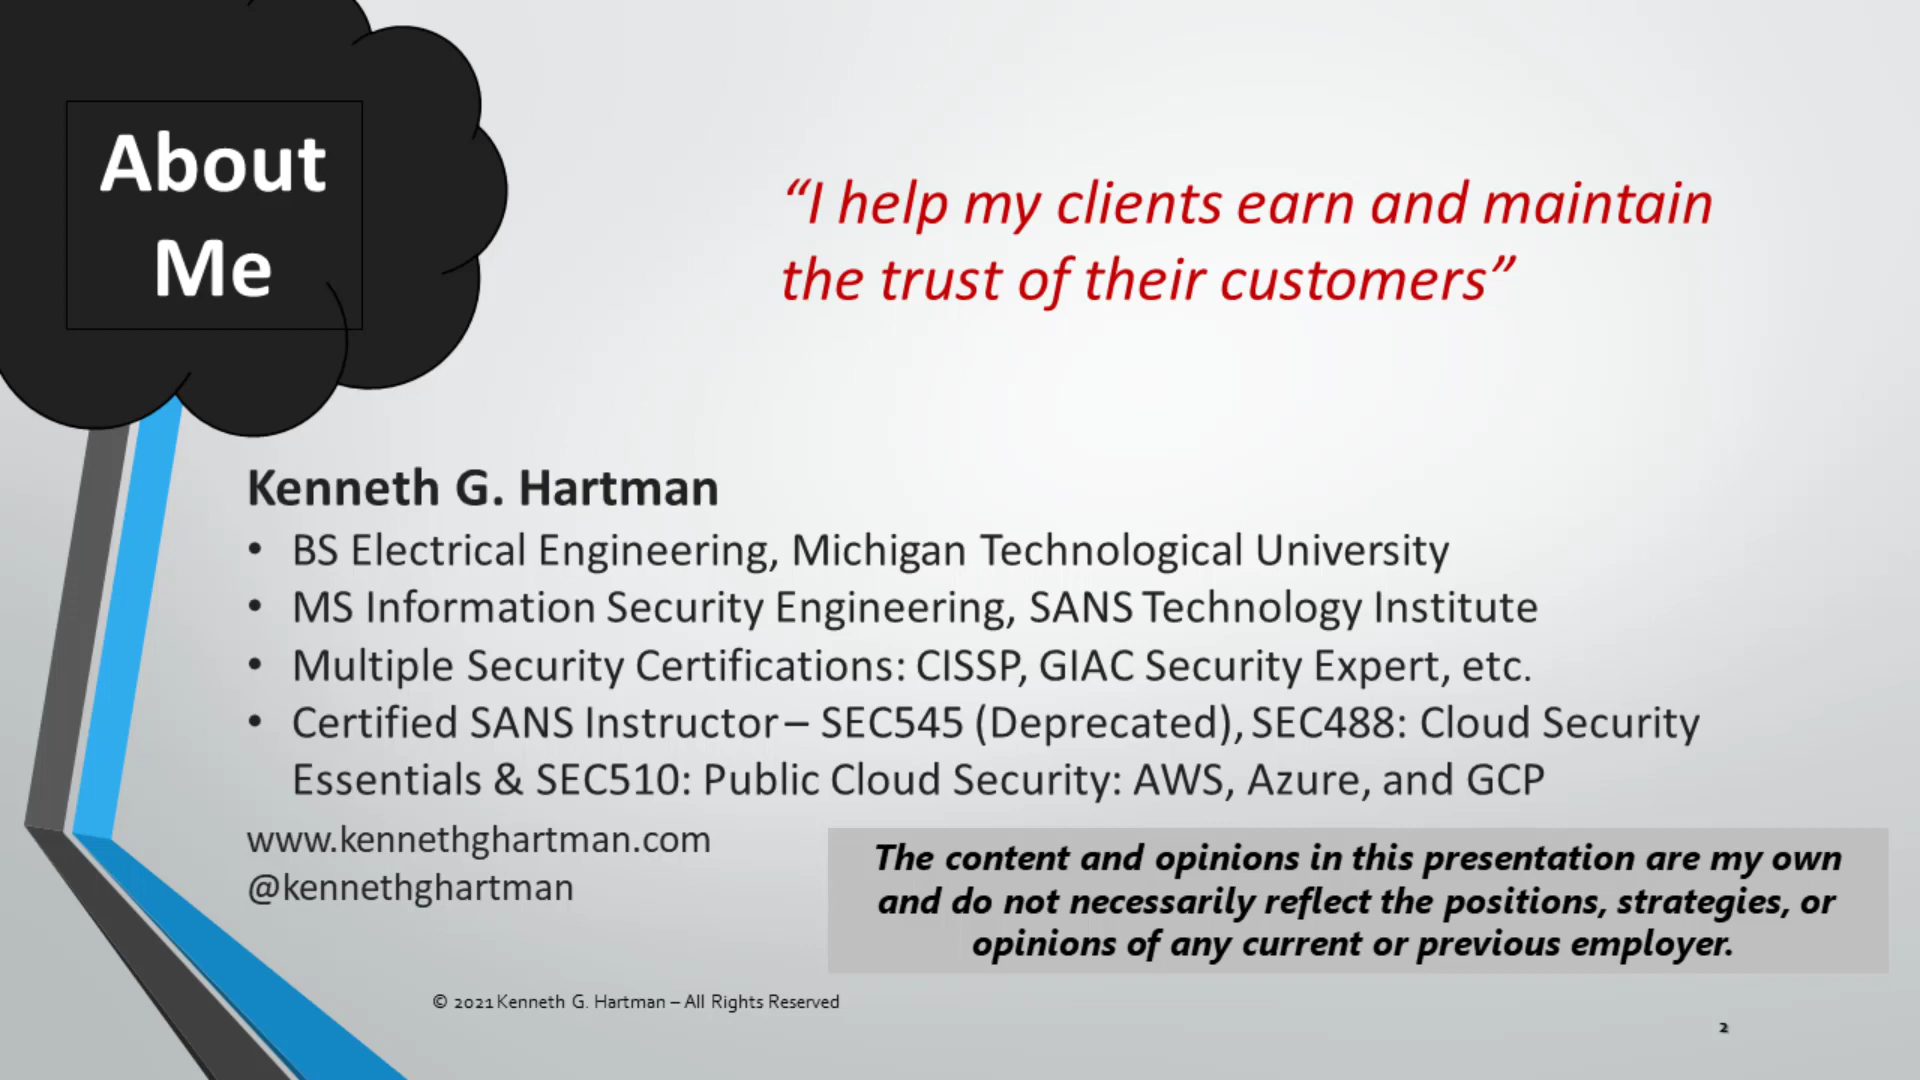 About
Me
“I help my clients earn and maintain
the trust of their customers”
Kenneth G. Hartman
• BS Electrical Engineering, Michigan Technological University
• MS Information Security Engineering, SANS Technology Institute
• Multiple Security Certifications: CISSP, GIAC Security Expert, etc.
• Certified SANS Instructor – SEC545 (Deprecated), SEC488: Cloud Security
Essentials & SEC510: Public Cloud Security: AWS, Azure, and GCP
www.kennethghartman.com
@kennethghartman
The content and opinions in this presentation are my own
and do not necessarily reflect the positions, strategies, or
opinions of any current or previous employer.
© 2021 Kenneth G. Hartman – All Rights Reserved
2